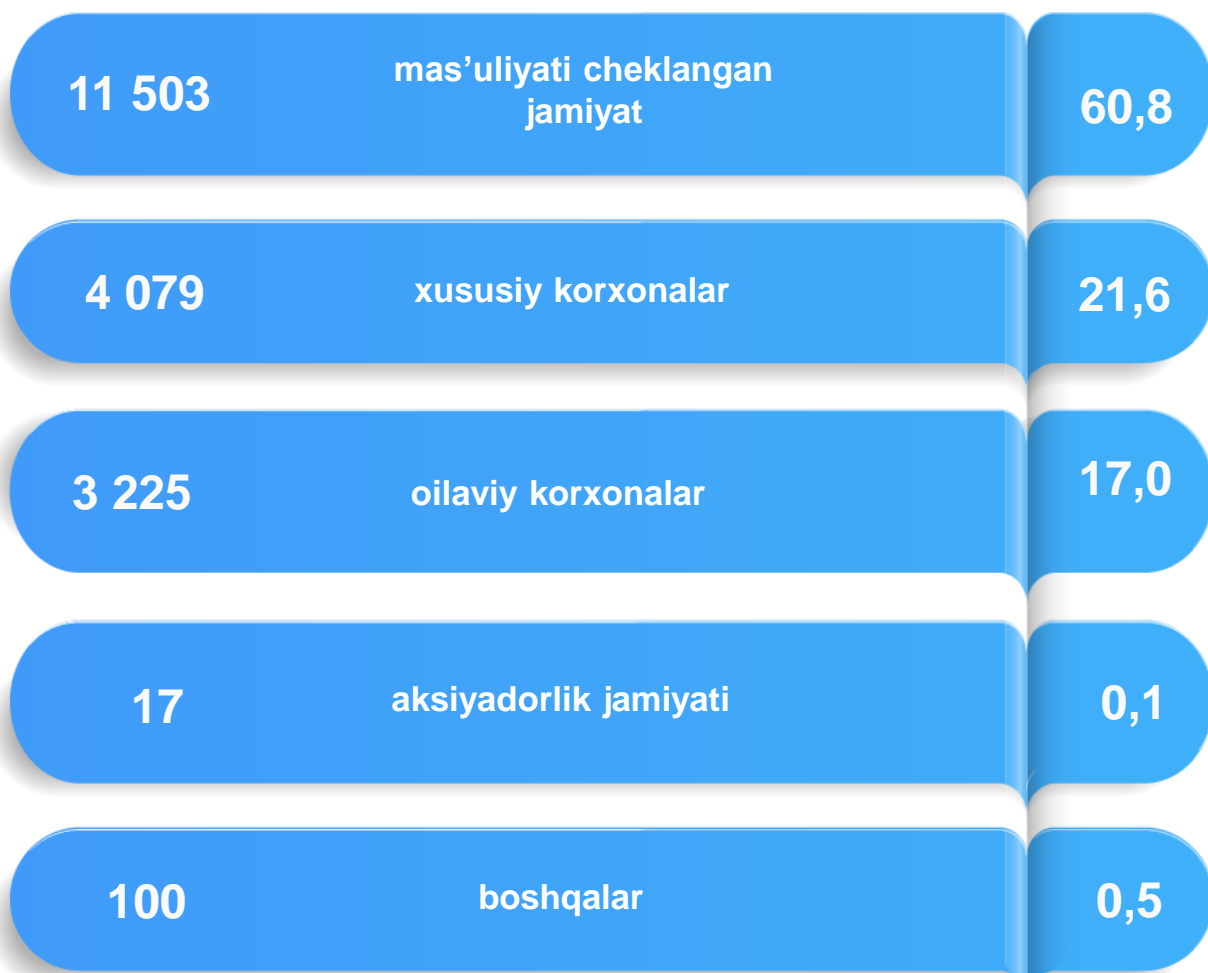 11 503
mas’uliyati cheklangan
jamiyat
60,8
4 079
xususiy korxonalar
21,6
3 225
oilaviy korxonalar
17,0
17
aksiyadorlik jamiyati
0,1
100
boshqalar
0,5